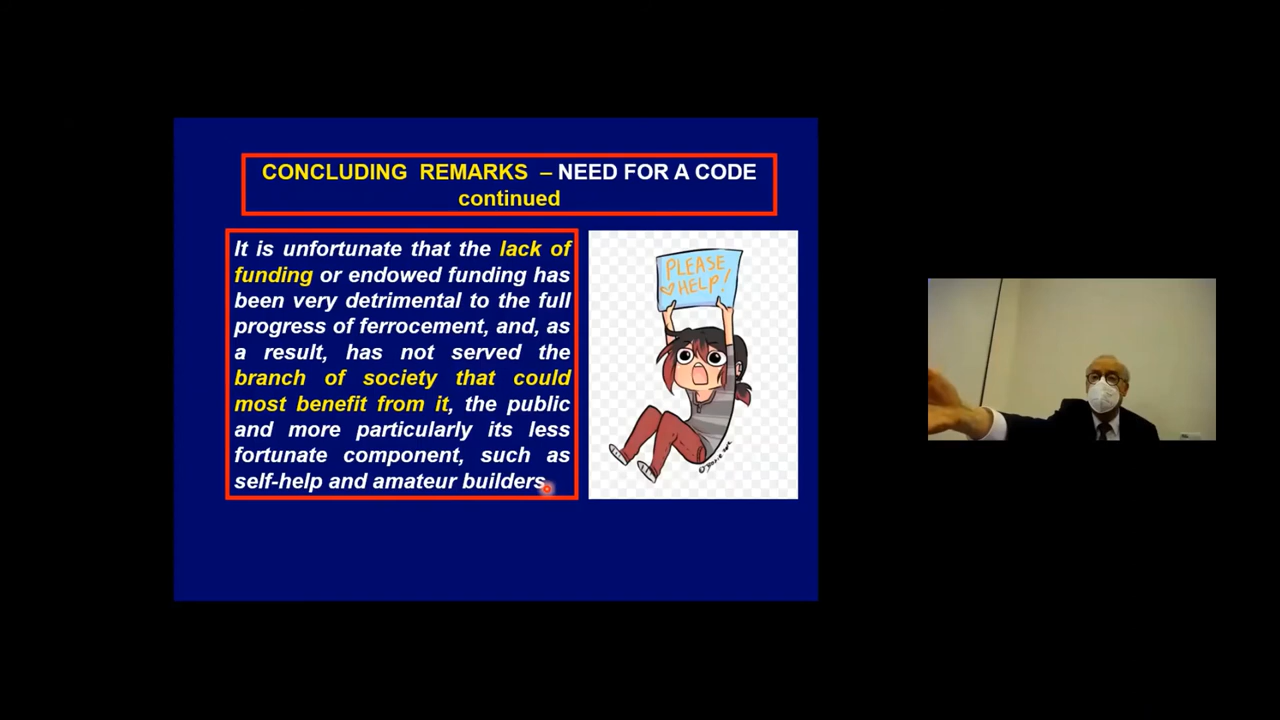 CONCLUDING REMARKS – NEED FOR A CODE
continued
It is unfortunate that the lack of
funding or endowed funding has
been very detrimental to the full
progress of ferrocement, and, as
a result, has not served the
branch of society that could
most benefit from it, the public
and more particularly its less
fortunate component, such as
self-help and amateur builders.
PLEASE
HELP!